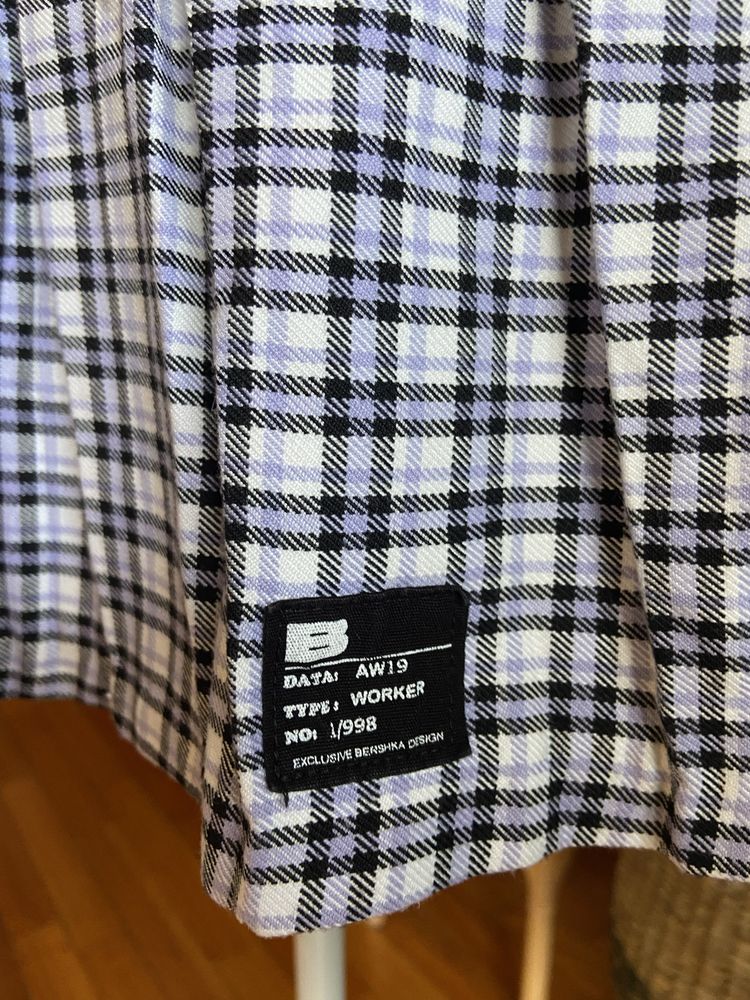 B
DATA: AW19
TYPE: WORKER
NO: 1/998
EXCLUSIVE BERSHKA DESIGN